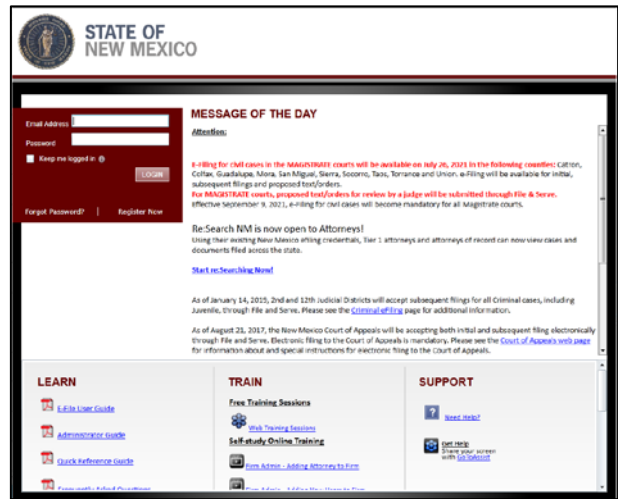 STATE OF
NEW MEXICO
Email Address
Password
Keep me logged in
LOGIN
Forgot Password? | Register Now
MESSAGE OF THE DAY
Attention:
E-Filing for civil cases in the MAGISTRATE courts will be available on July 26, 2021 in the following counties: Catron,
Colfax, Guadalupe, Mora, San Miguel, Sierra, Socorro, Taos, Torrance and Union. e-Filing will be available for initial,
subsequent filings and proposed text/orders.
For MAGISTRATE courts, proposed text/orders for review by a judge will be submitted through File & Serve.
Effective September 9, 2021, e-Filing for civil cases will become mandatory for all Magistrate courts.
Re:Search NM is now open to Attorneys!
Using their existing New Mexico efiling credentials, Tier 1 attorneys and attorneys of record can now view cases and
documents filed across the state.
Start re:Searching Now!
As of January 14, 2019, 2nd and 12th Judicial Districts will accept subsequent filings for all Criminal cases, including
Juvenile, through File and Serve. Please see the Criminal eFiling page for additional information.
As of August 21, 2017, the New Mexico Court of Appeals will be accepting both initial and subsequent filing electronically
through File and Serve. Electronic filing to the Court of Appeals is mandatory. Please see the Court of Appeals web page
for information about and special instructions for electronic filing to the Court of Appeals.
LEARN
E-File User Guide
Administrator Guide
Quick Reference Guide
Frequently Asked Questions
TRAIN
Free Training Sessions
Web Training Sessions
Self-study Online Training
Firm Admin - Adding Attorney to Firm
Firm Admin - Adding New Users to Firm
SUPPORT
Need Help?
Get Help
Share your screen
with GoToAssist